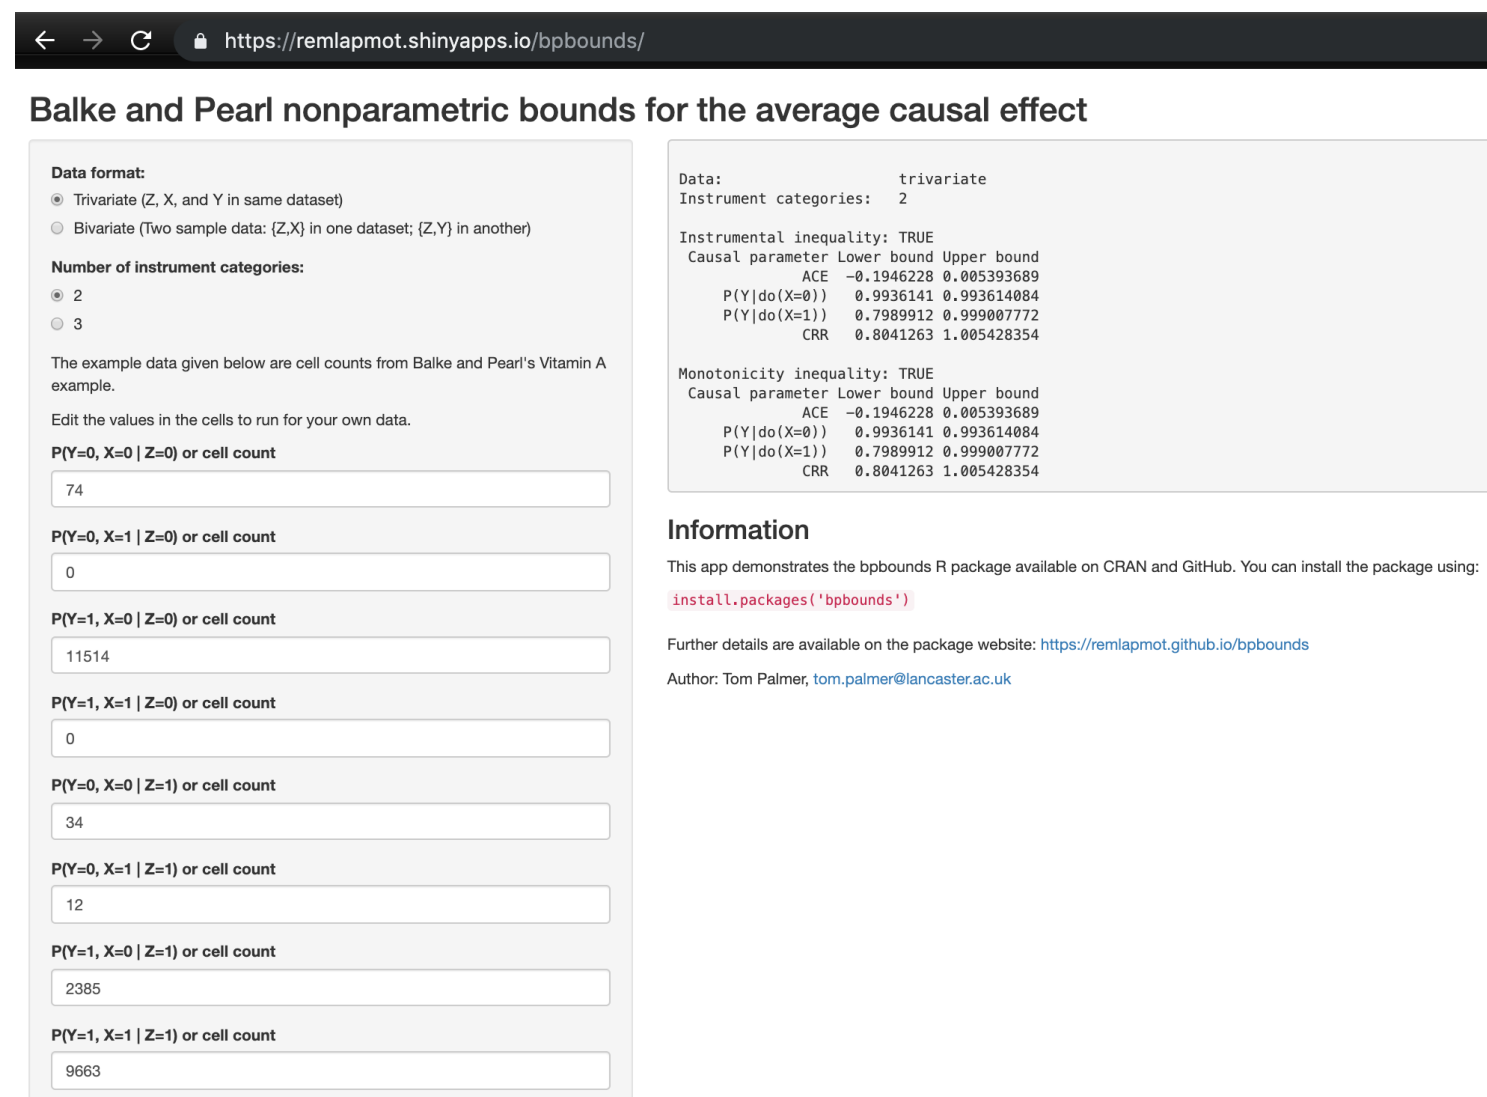 https://remlapmot.shinyapps.io/bpbounds/
Balke and Pearl nonparametric bounds for the average causal effect
Data format:
Trivariate (Z, X, and Y in same dataset)
Bivariate (Two sample data: {Z,X} in one dataset; {Z,Y} in another)
Number of instrument categories:
2
3
The example data given below are cell counts from Balke and Pearl's Vitamin A
example.
Edit the values in the cells to run for your own data.
P(Y=0, X=0 | Z=0) or cell count
74
P(Y=0, X=1 | Z=0) or cell count
0
P(Y=1, X=0 | Z=0) or cell count
11514
P(Y=1, X=1 | Z=0) or cell count
0
P(Y=0, X=0 | Z=1) or cell count
34
P(Y=0, X=1 | Z=1) or cell count
12
P(Y=1, X=0 | Z=1) or cell count
2385
P(Y=1, X=1 | Z=1) or cell count
9663
Data: trivariate
Instrument categories: 2
Instrumental inequality: TRUE
Causal parameter Lower bound Upper bound
ACE -0.1946228 0.005393689
P(Y|do(X=0)) 0.9936141 0.993614084
P(Y|do(X=1)) 0.7989912 0.999007772
CRR 0.8041263 1.005428354
Monotonicity inequality: TRUE
Causal parameter Lower bound Upper bound
ACE -0.1946228 0.005393689
P(Y|do(X=0)) 0.9936141 0.993614084
P(Y|do(X=1)) 0.7989912 0.999007772
CRR 0.8041263 1.005428354
Information
This app demonstrates the bpbounds R package available on CRAN and GitHub. You can install the package using:
install.packages('bpbounds')
Further details are available on the package website: https://remlapmot.github.io/bpbounds
Author: Tom Palmer, tom.palmer@lancaster.ac.uk